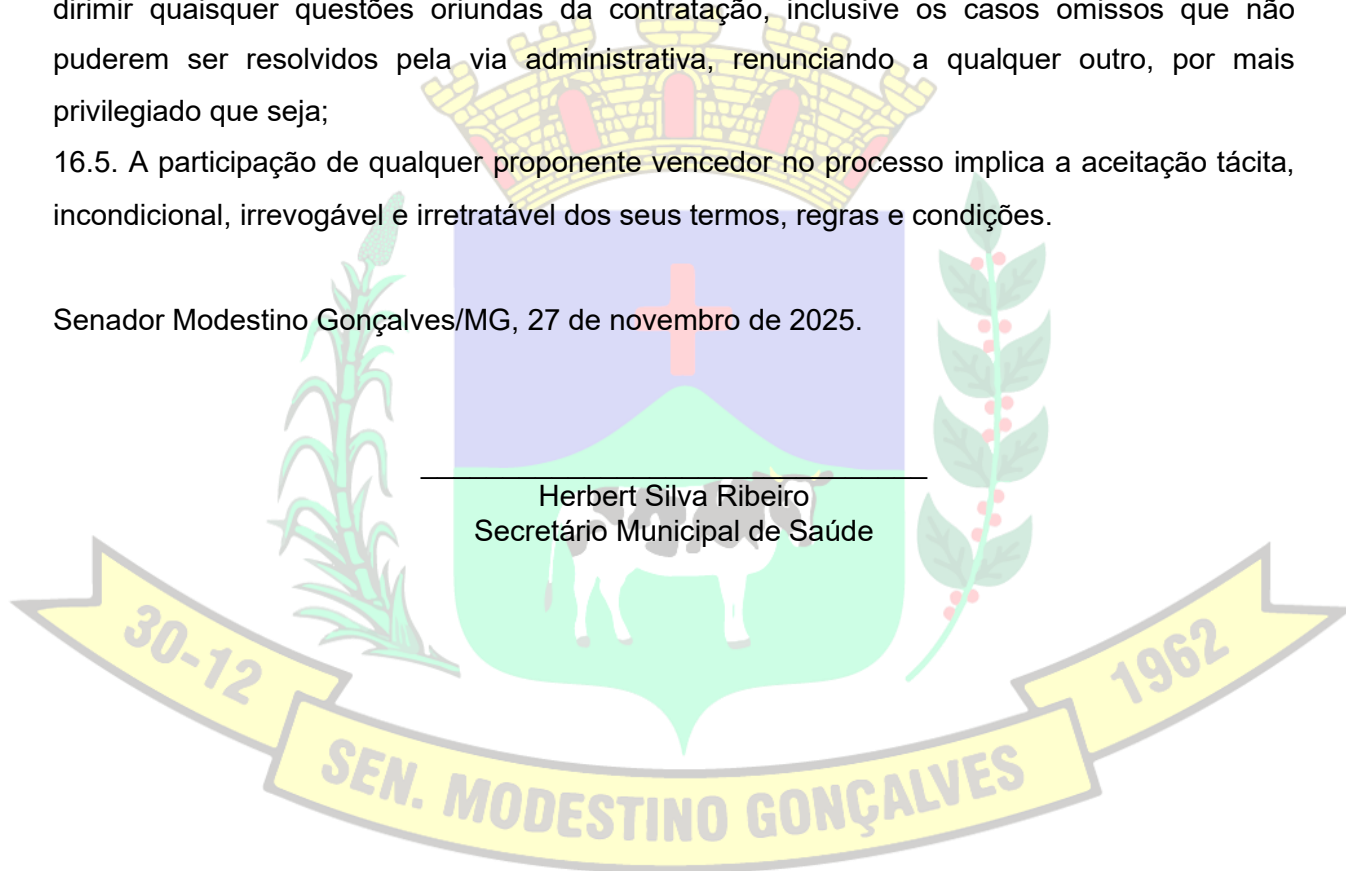 dirimir quaisquer questões oriundas da contratação, inclusive os casos omissos que não
puderem ser resolvidos pela via administrativa, renunciando a qualquer outro, por mais
privilegiado que seja;
16.5. A participação de qualquer proponente vencedor no processo implica a aceitação tácita,
incondicional, irrevogável e irretratável dos seus termos, regras e condições.
Senador Modestino Gonçalves/MG, 27 de novembro de 2025.
Herbert Silva Ribeiro
Secretário Municipal de Saúde
30-12
SEN. MODESTINO GONÇALVES
1962